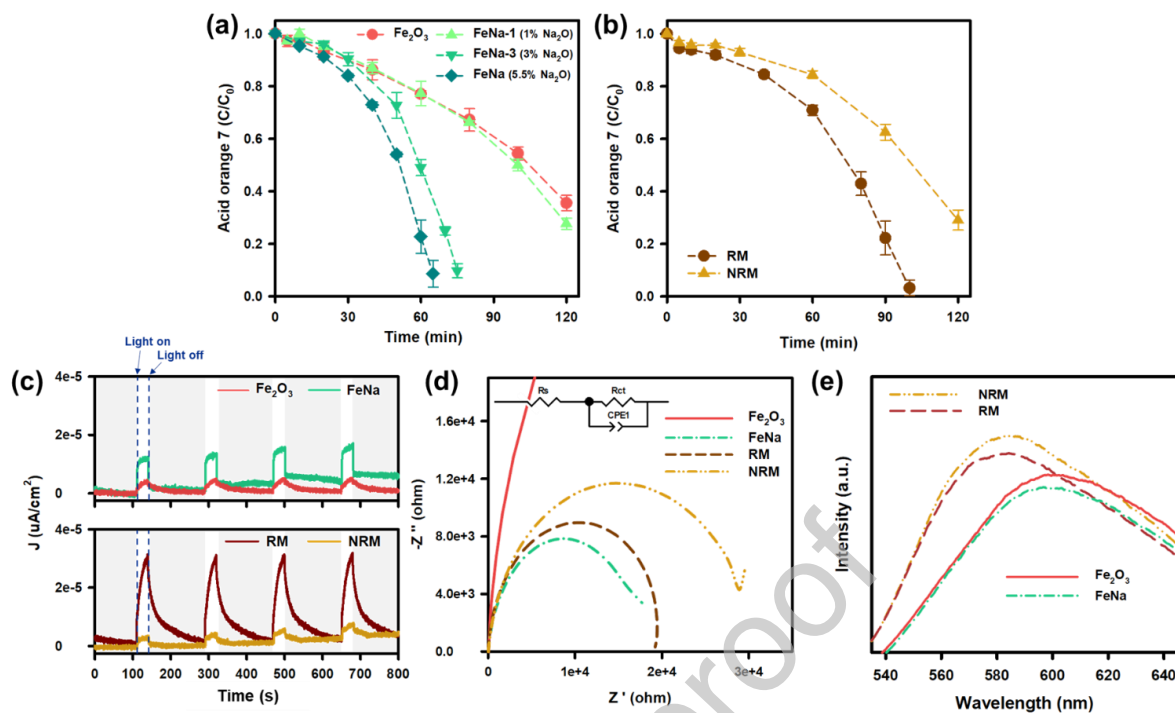 (a)
Fe2O3
FeNa-1 (1% Na2O)
FeNa-3 (3% Na2O)
FeNa (5.5% Na2O)
Acid orange 7 (C/C0)
1.0
0.8
0.6
0.4
0.2
0.0
0
30
60
90
120
Time (min)
(b)
RM
NRM
Acid orange 7 (C/C0)
1.0
0.8
0.6
0.4
0.2
0.0
0
30
60
90
120
Time (min)
(c)
Light on
Light off
Fe2O3
FeNa
4e-5
2e-5
0
RM
NRM
4e-5
2e-5
0
J (uA/cm2)
0
100
200
300
400
500
600
700
800
Time (s)
(d)
Rs
Rct
CPE1
Fe2O3
FeNa
RM
NRM
-Z'' (ohm)
1.6e+4
1.2e+4
8.0e+3
4.0e+3
0.0
0
1e+4
2e+4
3e+4
Z ' (ohm)
(e)
NRM
RM
Fe2O3
FeNa
Intensity (a.u.)
540
560
580
600
620
640
Wavelength (nm)
proof